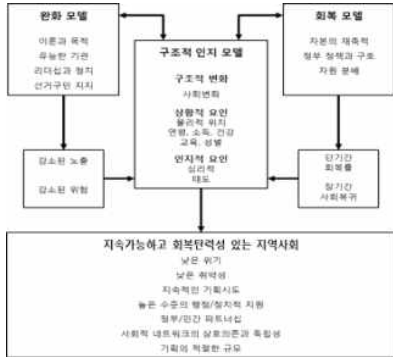 완화 모델
이론과 목적
유능한 기관
리더십과 정치
선거구민 지지
감소된 노출
감소된 위험
구조적 인지 모델
구조적 변화
사회변화
상황적 요인
물리적 위치
연령, 소득, 건강
교육, 성별
인지적 요인
심리적
태도
회복 모델
자본의 재축적
정부 정책과 구호
자원 분배
단기간
회복률
장기간
사회복귀
지속가능하고 회복탄력성 있는 지역사회
낮은 위기
낮은 취약성
지속적인 기획시도
높은 수준의 행정/정치적 지원
정부/민간 파트너십
사회적 네트워크의 상호의존과 독립성
기획의 적절한 규모